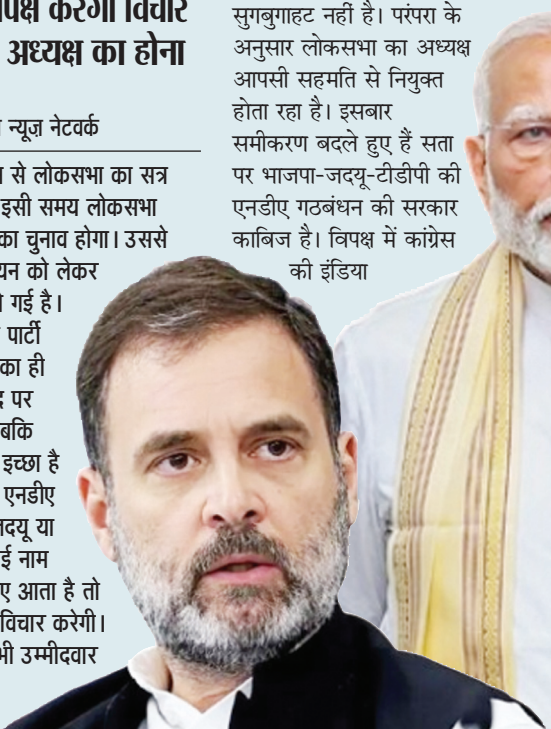 पक्ष करेगा विचार
अध्यक्ष का होना
न्यूज नेटवर्क
से लोकसभा का सत्र
इसी समय लोकसभा
का चुनाव होगा। उससे
यन को लेकर
गई है।
पार्टी
का ही
पर
बकि
इच्छा है
एनडीए
जदयू या
ई नाम
ए आता है तो
विचार करेगी।
भी उम्मीदवार
सुगबुगाहट नहीं है। परंपरा के
अनुसार लोकसभा का अध्यक्ष
आपसी सहमति से नियुक्त
होता रहा है। इसबार
समीकरण बदले हुए हैं सता
पर भाजपा-जदयू-टीडीपी की
एनडीए गठबंधन की सरकार
काबिज है। विपक्ष में कांग्रेस
की इंडिया